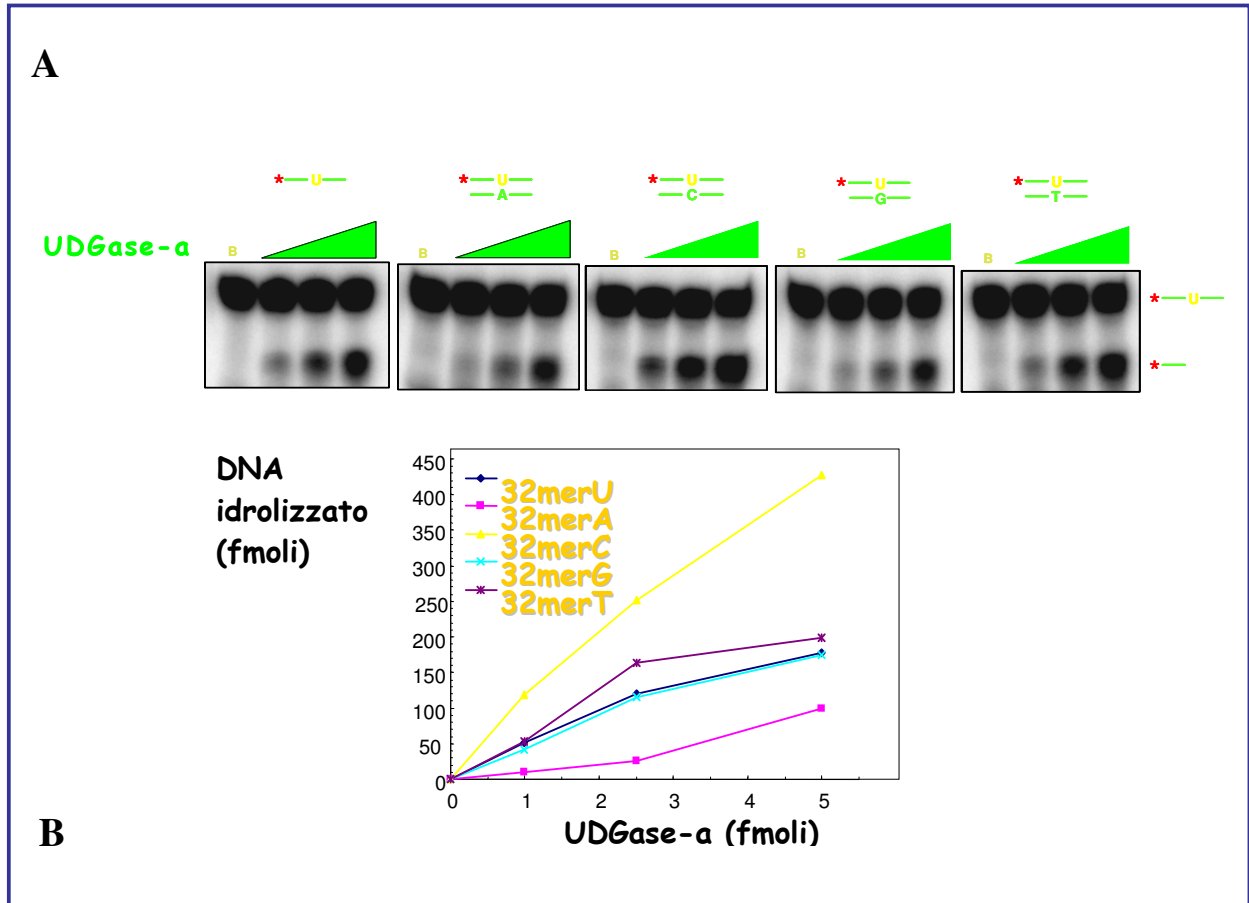 A
* U
* U
A
* U
C
* U
G
* U
T
UDGase-a
B
B
B
B
B
* U
*
DNA
idrolizzato
(fmoli)
450
400
350
300
250
200
150
100
50
0
32merU
32merA
32merC
32merG
32merT
0 1 2 3 4 5
UDGase-a (fmoli)
B